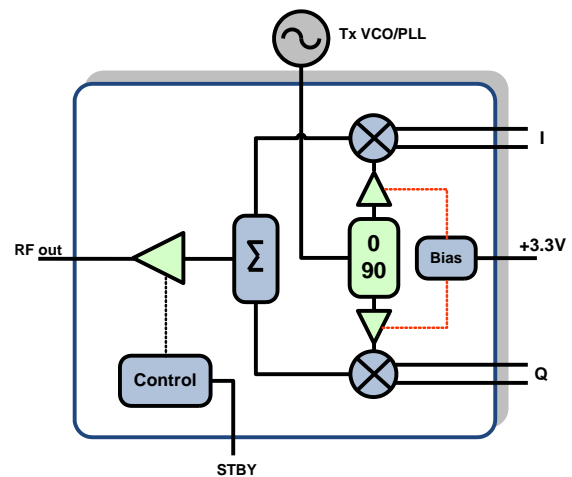 Tx VCO/PLL
I
+3.3V
RF out
Σ
0
90
Bias
Q
Control
STBY